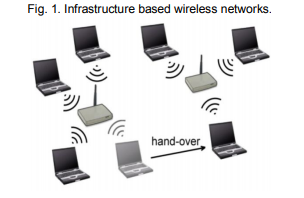 Fig. 1. Infrastructure based wireless networks.
hand-over